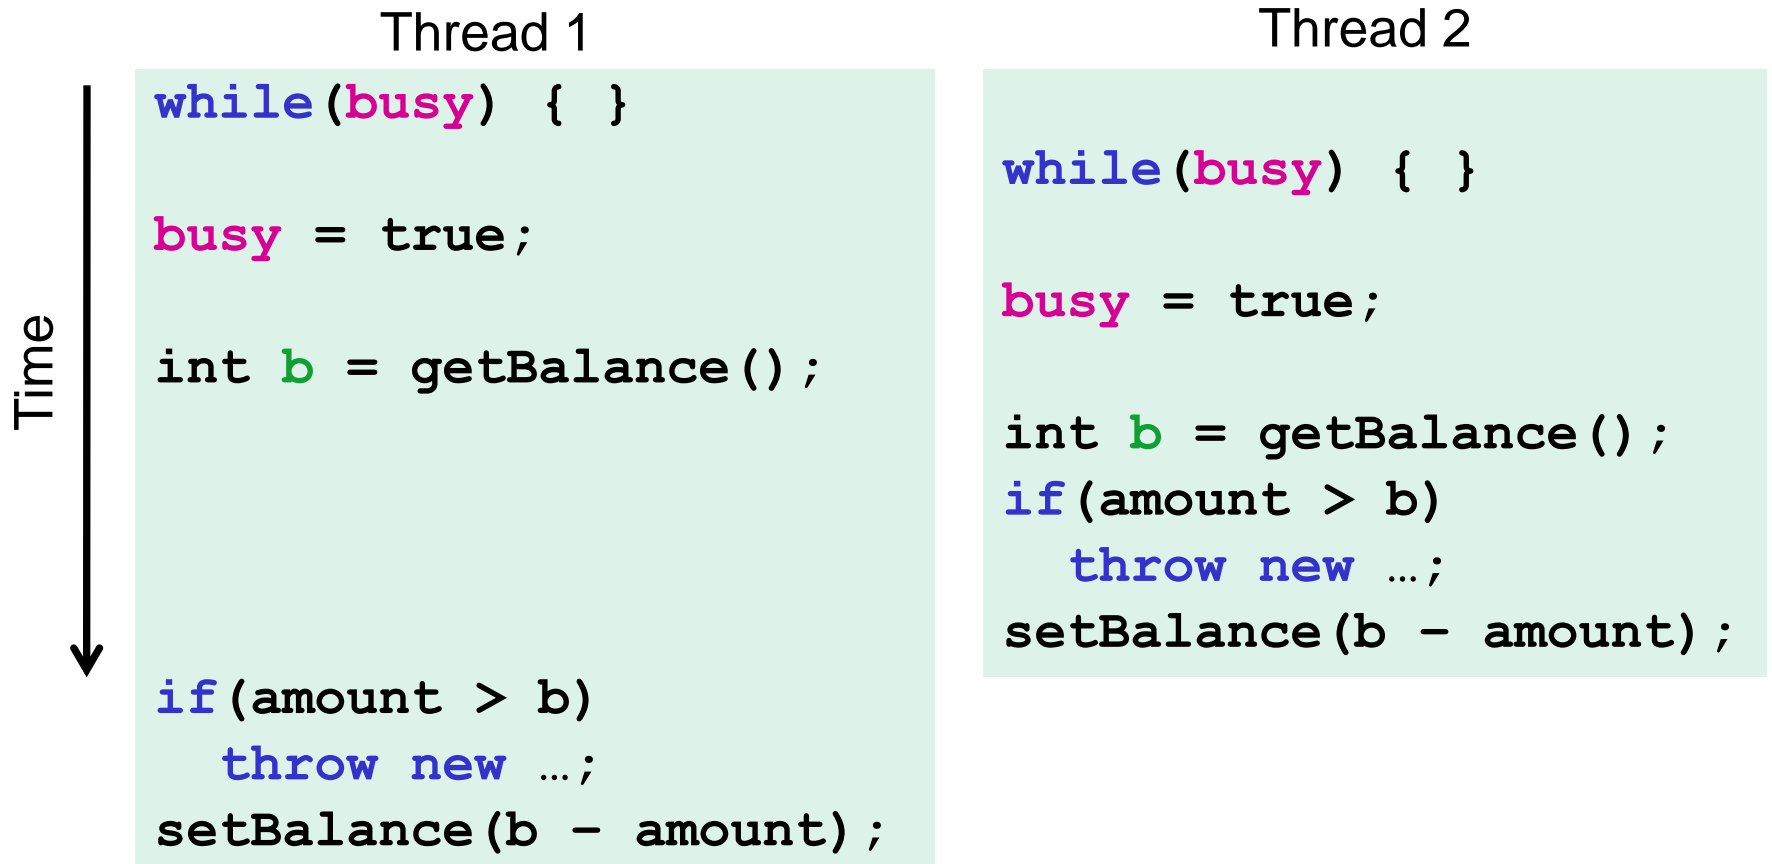 Thread 1
while(busy) { }
busy = true;
int b = getBalance();
if(amount > b)
throw new …;
setBalance(b – amount);
Thread 2
while(busy) { }
busy = true;
int b = getBalance();
if(amount > b)
throw new …;
setBalance(b – amount);
Time